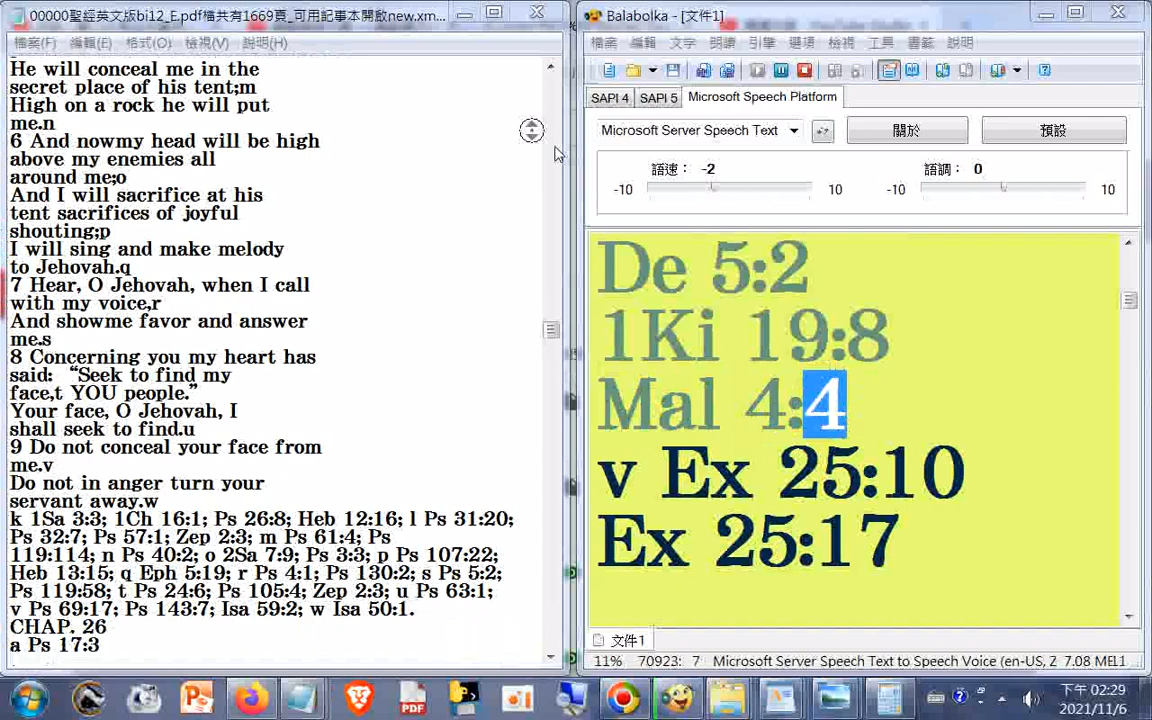 00000聖經英文版bi12_E.pdf檔共有1669頁_可用記事本開啟new.xm...
檔案(F) 編輯(E) 格式(O) 檢視(V) 說明(H)
He will conceal me in the
secret place of his tent;m
High on a rock he will put
me.n
6 And nowmy head will be high
above my enemies all
around me;o
And I will sacrifice at his
tent sacrifices of joyful
shouting;p
I will sing and make melody
to Jehovah.q
7 Hear, O Jehovah, when I call
with my voice,r
And showme favor and answer
me.s
8 Concerning you my heart has
said: “Seek to find my
face,t YOU people.”
Your face, O Jehovah, I
shall seek to find.u
9 Do not conceal your face from
me.v
Do not in anger turn your
servant away.w
k 1Sa 3:3; 1Ch 16:1; Ps 26:8; Heb 12:16; l Ps 31:20;
Ps 32:7; Ps 57:1; Zep 2:3; m Ps 61:4; Ps
119:114; n Ps 40:2; o 2Sa 7:9; Ps 3:3; p Ps 107:22;
Heb 13:15; q Eph 5:19; r Ps 4:1; Ps 130:2; s Ps 5:2;
Ps 119:58; t Ps 24:6; Ps 105:4; Zep 2:3; u Ps 63:1;
v Ps 69:17; Ps 143:7; Isa 59:2; w Isa 50:1.
CHAP. 26
a Ps 17:3
Balabolka - [文件1]
檔案 編輯 文字 朗讀 引擎 選項 檢視 工具 書籤 說明
SAPI 4 SAPI 5 Microsoft Speech Platform
Microsoft Server Speech Text 關於 預設
語速： -2 語調： 0
-10 10 -10 10
De 5:2
1Ki 19:8
Mal 4:4
v Ex 25:10
Ex 25:17
文件1
11% 70923: 7 Microsoft Server Speech Text to Speech Voice (en-US, 2 7.08 ME
PDF
下午 02:29
2021/11/6